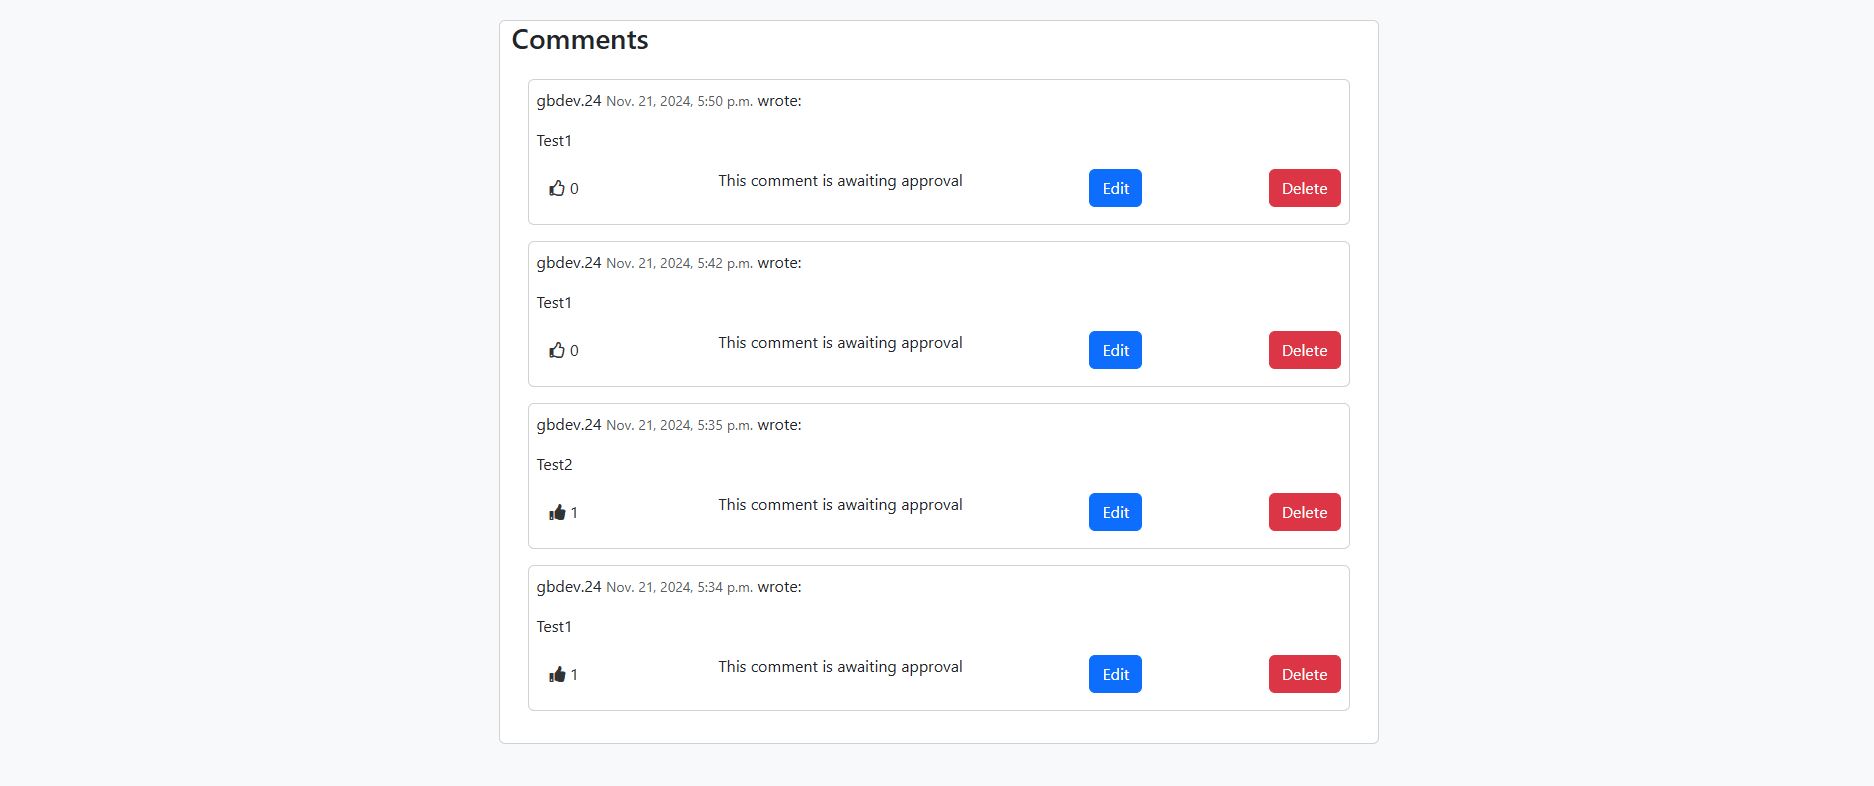 Comments
gbdev.24 Nov. 21, 2024, 5:50 p.m. wrote:
Test1
0 This comment is awaiting approval Edit Delete
gbdev.24 Nov. 21, 2024, 5:42 p.m. wrote:
Test1
0 This comment is awaiting approval Edit Delete
gbdev.24 Nov. 21, 2024, 5:35 p.m. wrote:
Test2
1 This comment is awaiting approval Edit Delete
gbdev.24 Nov. 21, 2024, 5:34 p.m. wrote:
Test1
1 This comment is awaiting approval Edit Delete